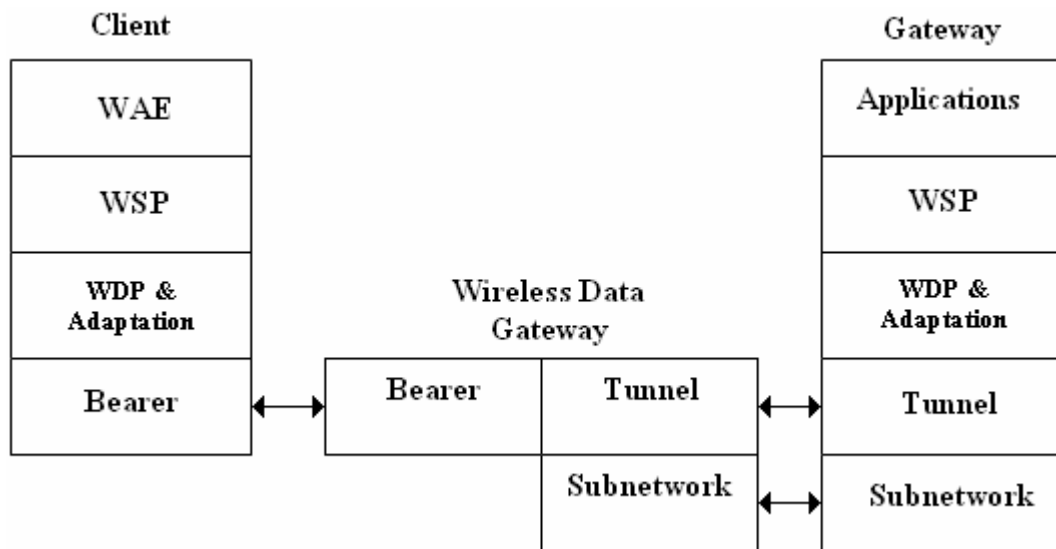 Client
Gateway
WAE
Applications
WSP
WSP
WDP &
Adaptation
Wireless Data
Gateway
WDP &
Adaptation
Bearer
Bearer
Tunnel
Tunnel
Subnetwork
Subnetwork